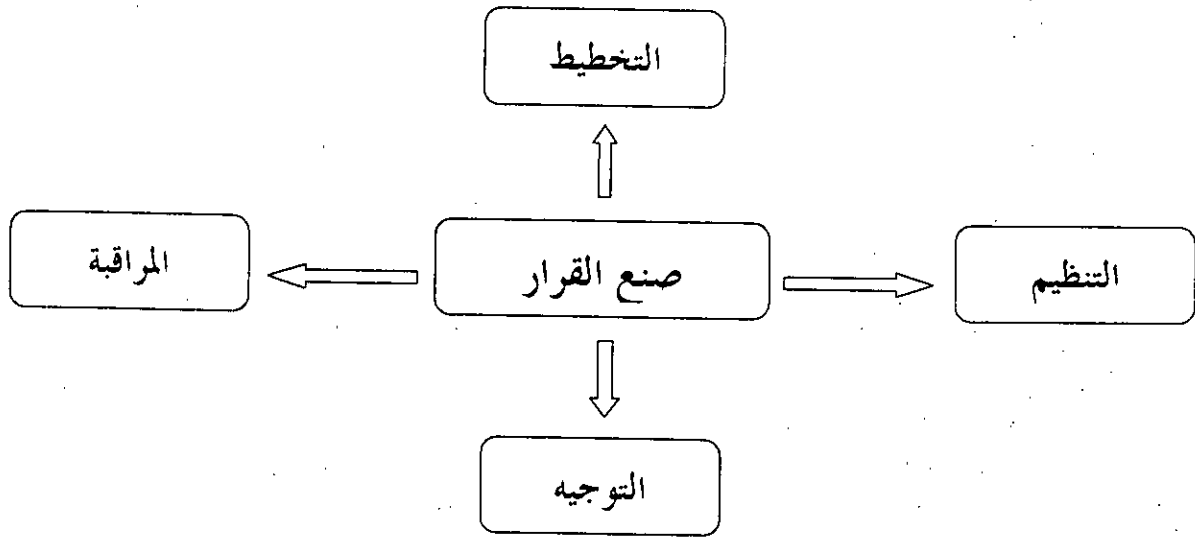 التخطيط
التنظيم
صنع القرار
المراقبة
التوجيه